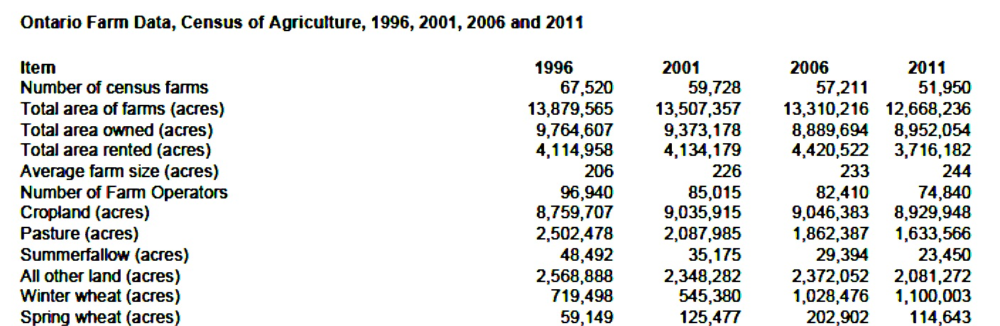 Ontario Farm Data, Census of Agriculture, 1996, 2001, 2006 and 2011
Item 1996 2001 2006 2011
Number of census farms 67,520 59,728 57,211 51,950
Total area of farms (acres) 13,879,565 13,507,357 13,310,216 12,668,236
Total area owned (acres) 9,764,607 9,373,178 8,889,694 8,952,054
Total area rented (acres) 4,114,958 4,134,179 4,420,522 3,716,182
Average farm size (acres) 206 226 233 244
Number of Farm Operators 96,940 85,015 82,410 74,840
Cropland (acres) 8,759,707 9,035,915 9,046,383 8,929,948
Pasture (acres) 2,502,478 2,087,985 1,862,387 1,633,566
Summerfallow (acres) 48,492 35,175 29,394 23,450
All other land (acres) 2,568,888 2,348,282 2,372,052 2,081,272
Winter wheat (acres) 719,498 545,380 1,028,476 1,100,003
Spring wheat (acres) 59,149 125,477 202,902 114,643